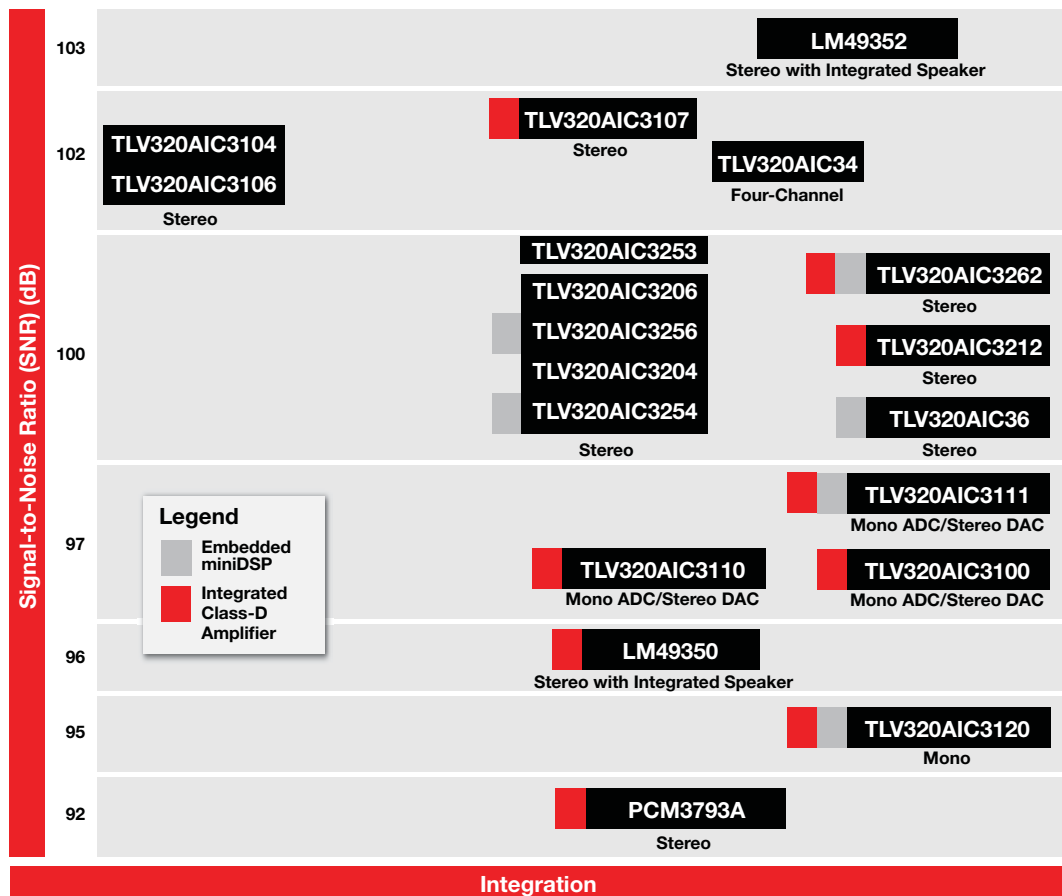 Signal-to-Noise Ratio (SNR) (dB)
103
LM49352
Stereo with Integrated Speaker
102
TLV320AIC3104
TLV320AIC3106
Stereo
TLV320AIC3107
Stereo
TLV320AIC34
Four-Channel
100
TLV320AIC3253
TLV320AIC3206
TLV320AIC3256
TLV320AIC3204
TLV320AIC3254
Stereo
TLV320AIC3262
Stereo
TLV320AIC3212
Stereo
TLV320AIC36
Stereo
97
Legend
Embedded
miniDSP
Integrated
Class-D
Amplifier
TLV320AIC3110
Mono ADC/Stereo DAC
TLV320AIC3111
Mono ADC/Stereo DAC
TLV320AIC3100
Mono ADC/Stereo DAC
96
LM49350
Stereo with Integrated Speaker
95
TLV320AIC3120
Mono
92
PCM3793A
Stereo
Integration